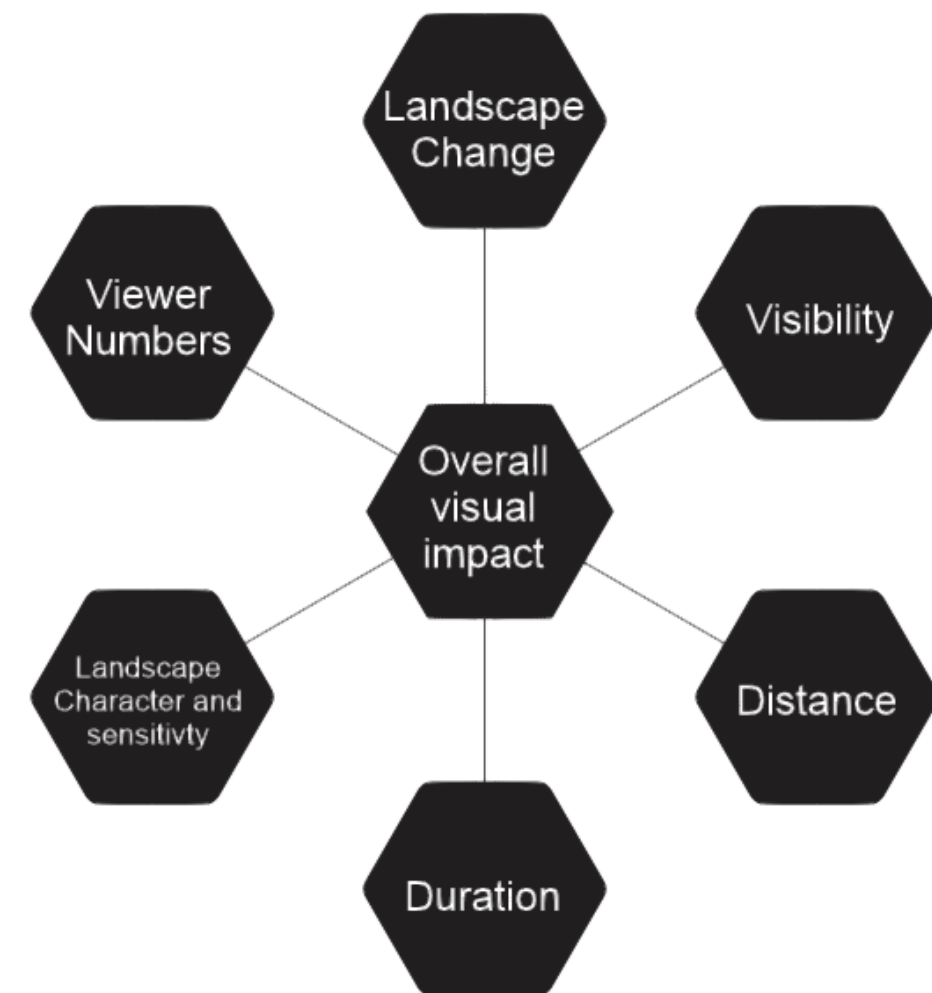 Landscape
Change
Viewer
Numbers
Visibility
Overall
visual
impact
Landscape
Character and
sensitivty
Distance
Duration